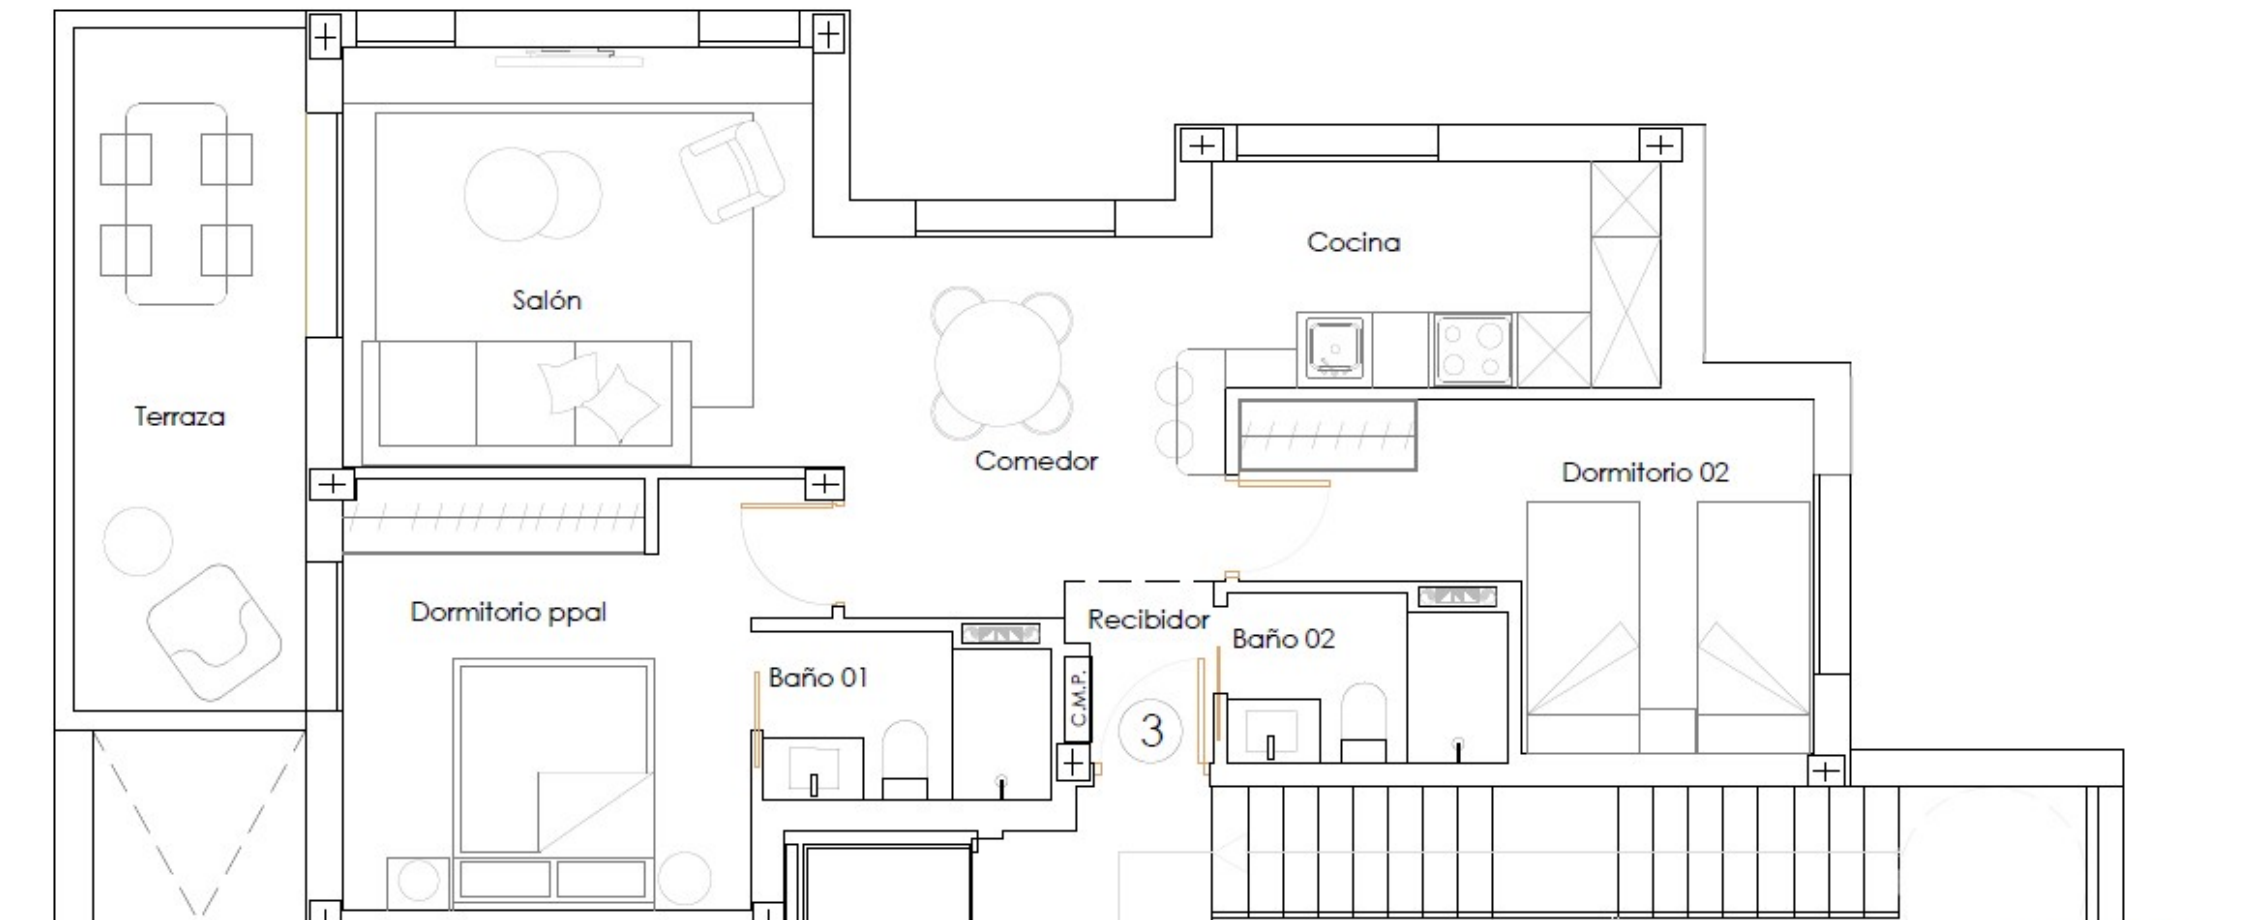 Cocina
Salón
Terraza
Comedor
Dormitorio 02
Dormitorio ppal
Recibidor
Baño 02
Baño 01
C.M.P.
3